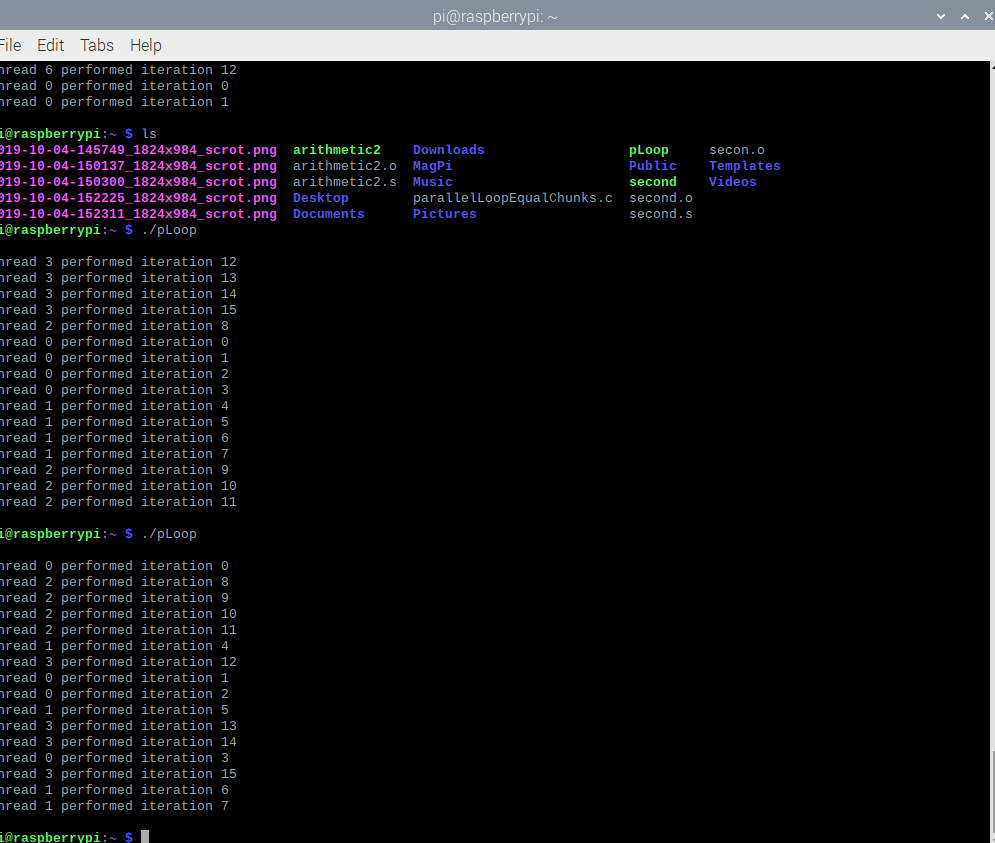 pi@raspberrypi: ~
File Edit Tabs Help
hread 6 performed iteration 12
hread 0 performed iteration 0
hread 0 performed iteration 1
i@raspberrypi:~ $ ls
019-10-04-145749_1824x984_scrot.png arithmetic2 Downloads pLoop secon.o
019-10-04-150137_1824x984_scrot.png arithmetic2.o MagPi Public Templates
019-10-04-150300_1824x984_scrot.png arithmetic2.s Music second Videos
019-10-04-152225_1824x984_scrot.png Desktop parallelLoopEqualChunks.c second.o
019-10-04-152311_1824x984_scrot.png Documents Pictures second.s
i@raspberrypi:~ $ ./pLoop
hread 3 performed iteration 12
hread 3 performed iteration 13
hread 3 performed iteration 14
hread 3 performed iteration 15
hread 2 performed iteration 8
hread 0 performed iteration 0
hread 0 performed iteration 1
hread 0 performed iteration 2
hread 0 performed iteration 3
hread 1 performed iteration 4
hread 1 performed iteration 5
hread 1 performed iteration 6
hread 1 performed iteration 7
hread 2 performed iteration 9
hread 2 performed iteration 10
hread 2 performed iteration 11
i@raspberrypi:~ $ ./pLoop
hread 0 performed iteration 0
hread 2 performed iteration 8
hread 2 performed iteration 9
hread 2 performed iteration 10
hread 2 performed iteration 11
hread 1 performed iteration 4
hread 3 performed iteration 12
hread 0 performed iteration 1
hread 0 performed iteration 2
hread 1 performed iteration 5
hread 3 performed iteration 13
hread 3 performed iteration 14
hread 0 performed iteration 3
hread 3 performed iteration 15
hread 1 performed iteration 6
hread 1 performed iteration 7
i@raspberrypi:~ $